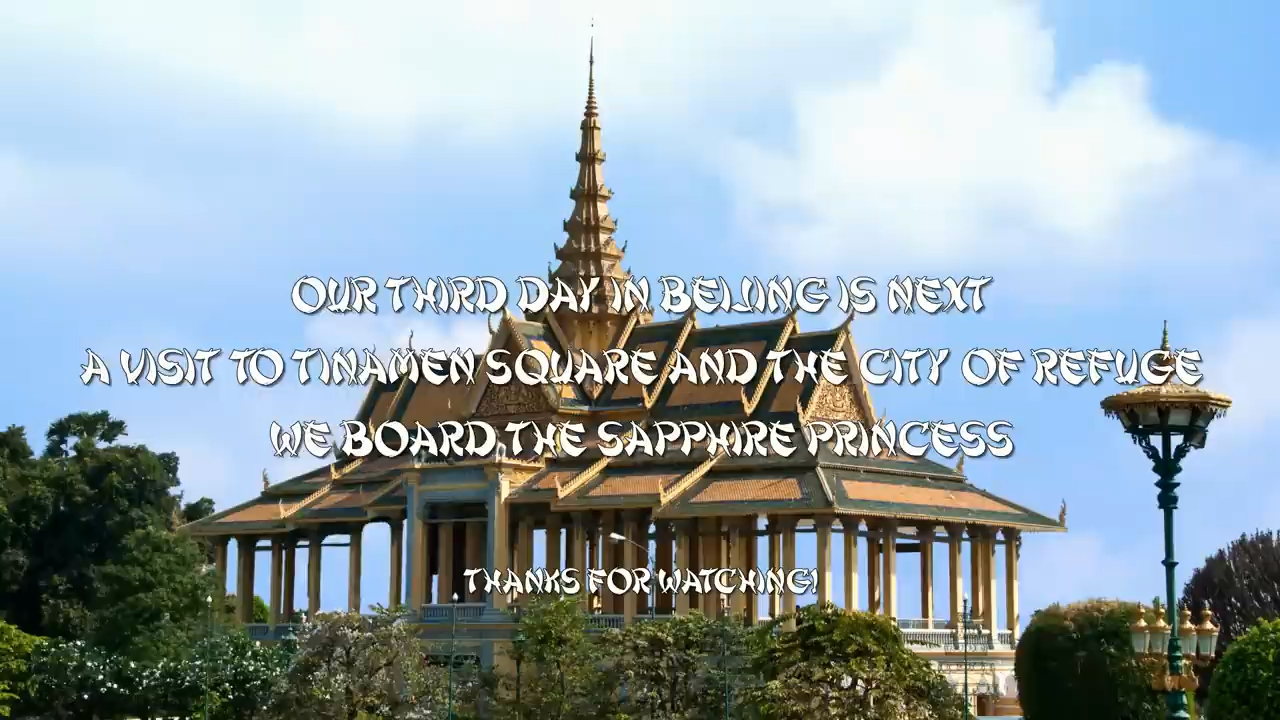 OUR THIRD DAY IN BEIJING IS NEXT
A VISIT TO TINAMEN SQUARE AND THE CITY OF REFUGE
WE BOARD THE SAPPHIRE PRINCESS
THANKS FOR WATCHING!